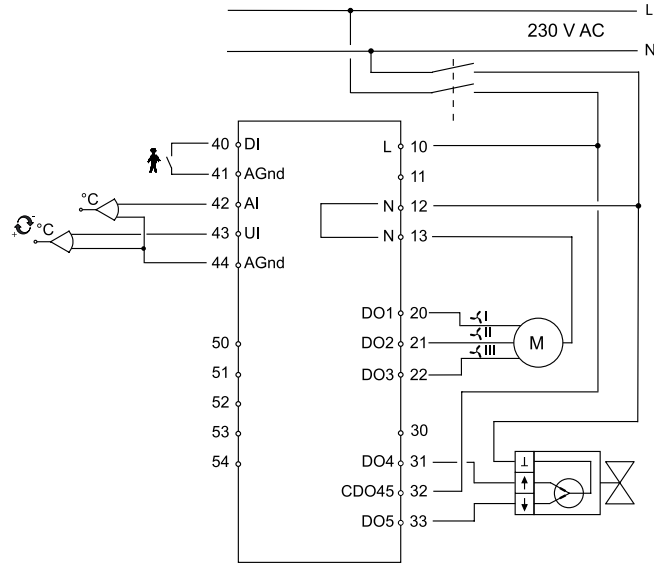 L
230 V AC
N
40 DI
41 AGnd
42 AI
43 UI
44 AGnd
50
51
52
53
54
°C
°C
L 10
11
N 12
N 13
DO1 20
DO2 21
DO3 22
30
DO4 31
CDO45 32
DO5 33
I
II
III
M